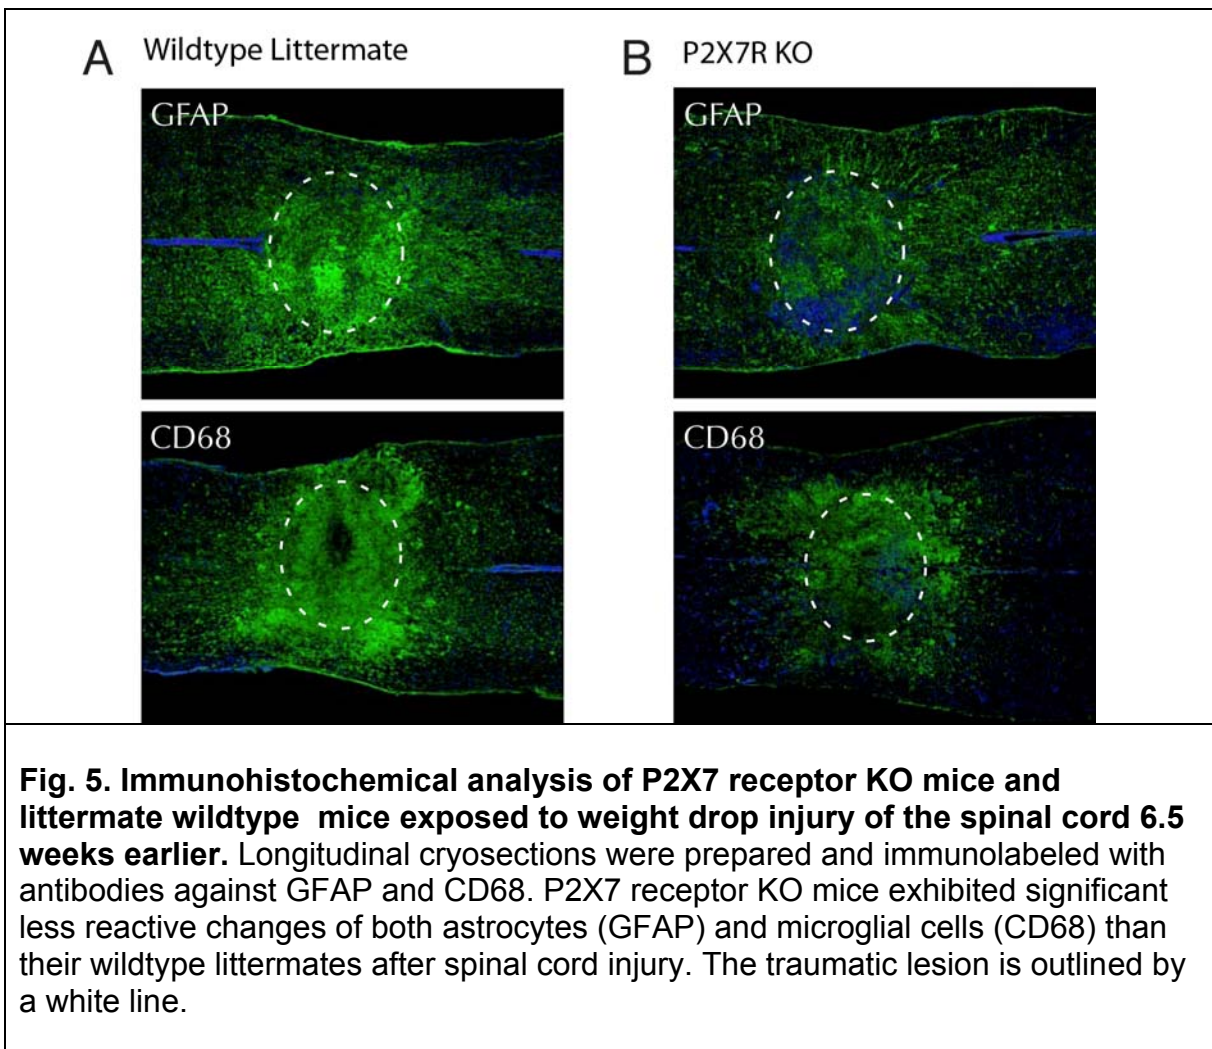 A Wildtype Littermate
B P2X7R KO
GFAP
GFAP
CD68
CD68
Fig. 5. Immunohistochemical analysis of P2X7 receptor KO mice and
littermate wildtype mice exposed to weight drop injury of the spinal cord 6.5
weeks earlier. Longitudinal cryosections were prepared and immunolabeled with
antibodies against GFAP and CD68. P2X7 receptor KO mice exhibited significant
less reactive changes of both astrocytes (GFAP) and microglial cells (CD68) than
their wildtype littermates after spinal cord injury. The traumatic lesion is outlined by
a white line.